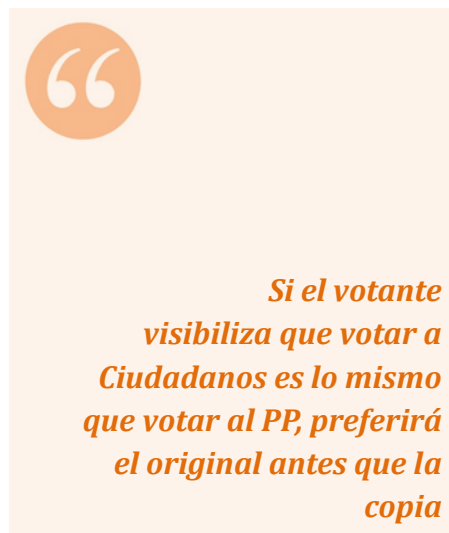 “
Si el votante
visibiliza que votar a
Ciudadanos es lo mismo
que votar al PP, preferirá
el original antes que la
copia